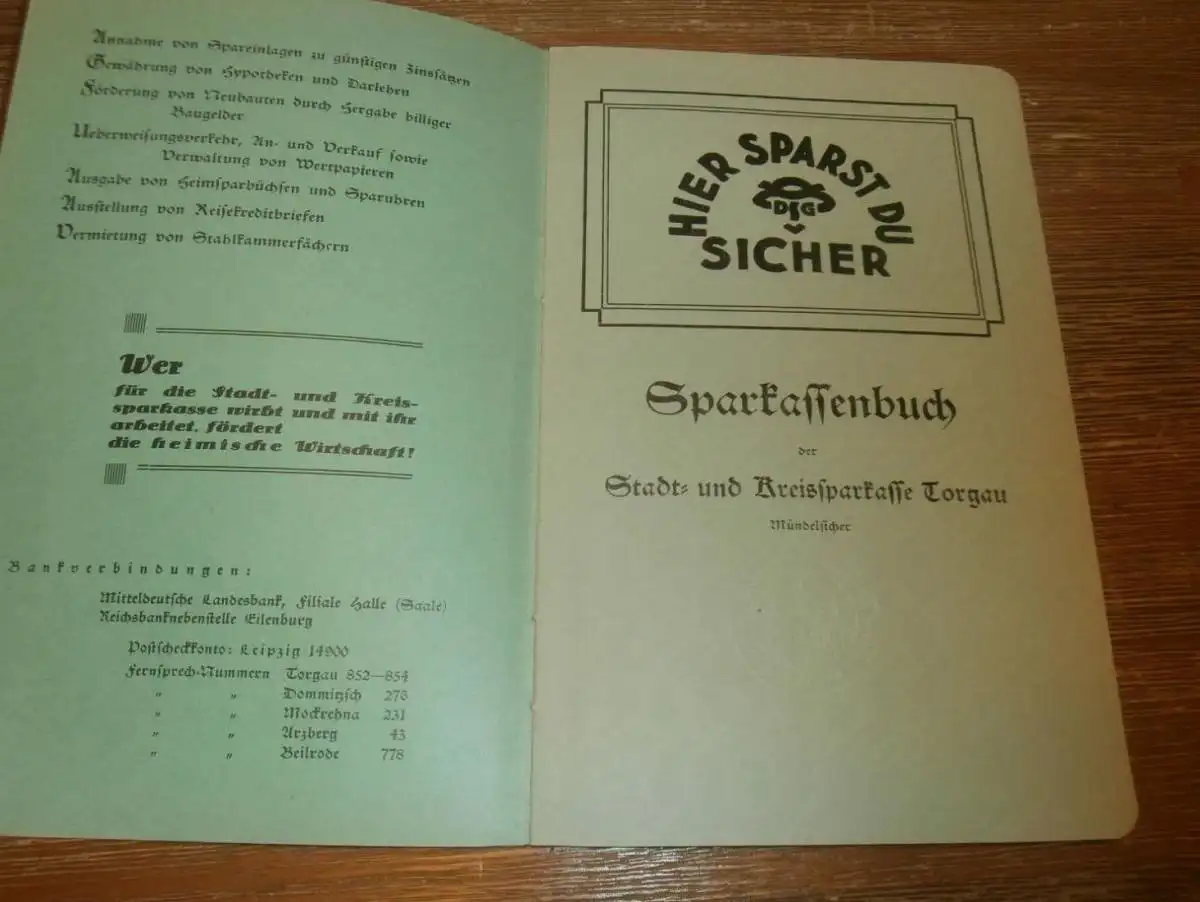 Annahme von Spareinlagen zu günstigen Zinssätzen
Gewährung von Hypotheken und Darlehen
Förderung von Neubauten durch Hergabe billiger
Baugelder
Ueberweisungsverkehr, An- und Verkauf sowie
Verwaltung von Wertpapieren
Ausgabe von Heimsparbüchsen und Sparuhren
Ausstellung von Reisekreditbriefen
Vermietung von Stahlkammerfächern
Wer
für die Stadt- und Kreis-
sparkasse wirbt und mit ihr
arbeitet, fördert
die heimische Wirtschaft!
Bankverbindungen:
Mitteldeutsche Landesbank, Filiale Halle (Saale)
Reichsbanknebenstelle Eilenburg
Postscheckkonto: Leipzig 14900
Fernsprech-Nummern Torgau 852—854
" " Dommitzsch 273
" " Mockrehna 231
" " Arzberg 43
" " Beilrode 778
HIER SPARST DU
DSG
SICHER
Sparkassenbuch
der
Stadt- und Kreissparkasse Torgau
Mündelsicher